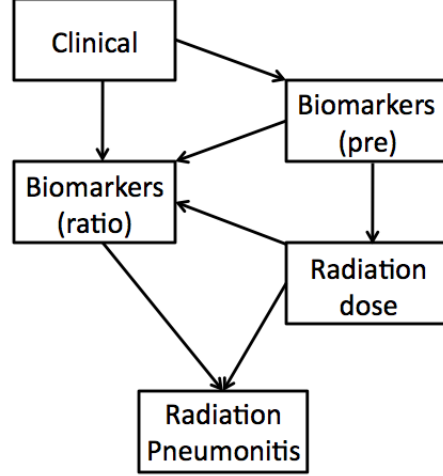 Clinical
Biomarkers
(pre)
Biomarkers
(ratio)
Radiation
dose
Radiation
Pneumonitis